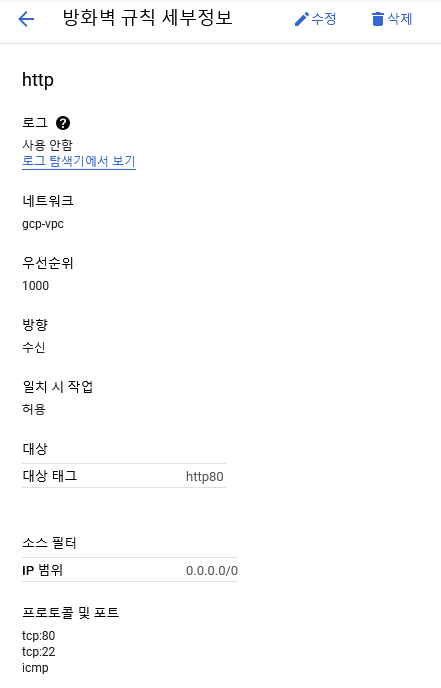 방화벽 규칙 세부정보 수정 삭제
http
로그 ?
사용 안함
로그 탐색기에서 보기
네트워크
gcp-vpc
우선순위
1000
방향
수신
일치 시 작업
허용
대상
대상 태그 http80
소스 필터
IP 범위 0.0.0.0/0
프로토콜 및 포트
tcp:80
tcp:22
icmp